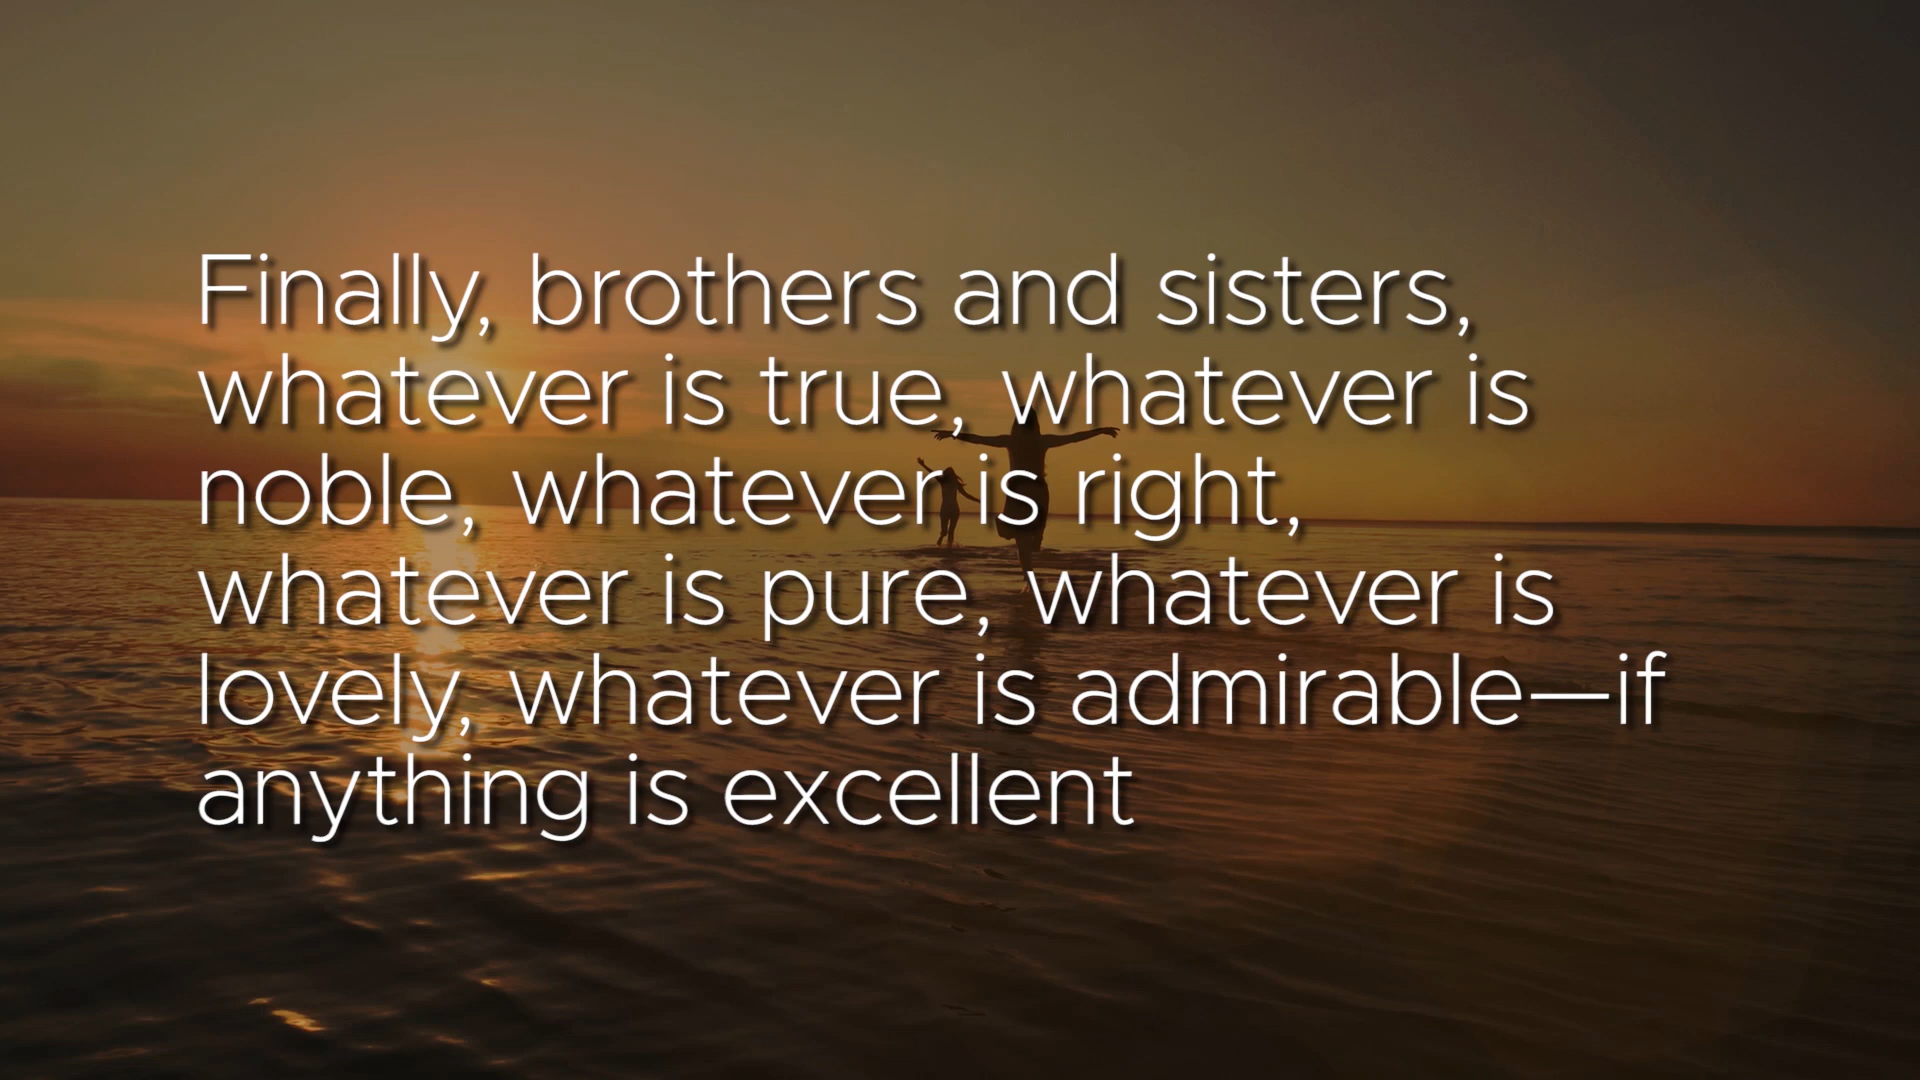 Finally, brothers and sisters,
whatever is true, whatever is
noble, whatever is right,
whatever is pure, whatever is
lovely, whatever is admirable—if
anything is excellent